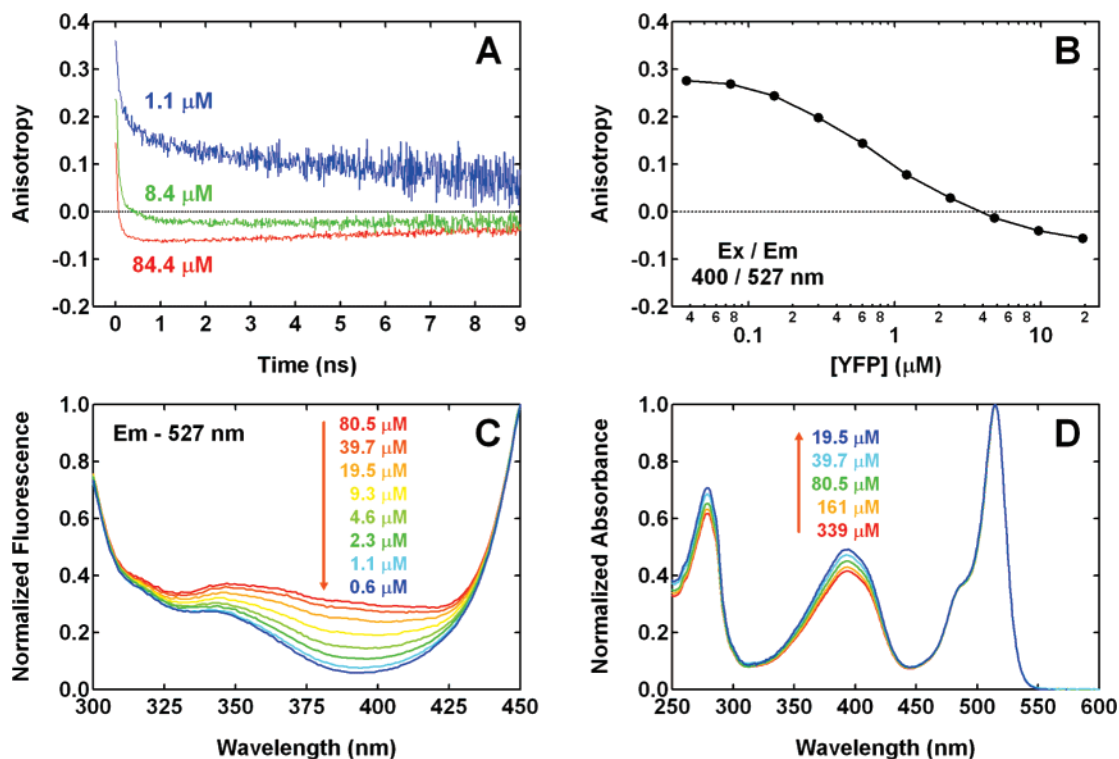 A
0.4
0.3
0.2
0.1
0.0
-0.1
-0.2
Anisotropy
1.1 μM
8.4 μM
84.4 μM
0 1 2 3 4 5 6 7 8 9
Time (ns)
B
0.4
0.3
0.2
0.1
0.0
-0.1
-0.2
Anisotropy
Ex / Em
400 / 527 nm
4 6 8 2 4 6 8 2 4 6 8 2
0.1 1 10
[YFP] (μM)
C
1.0
0.8
0.6
0.4
0.2
0.0
Normalized Fluorescence
Em - 527 nm
80.5 μM
39.7 μM
19.5 μM
9.3 μM
4.6 μM
2.3 μM
1.1 μM
0.6 μM
300 325 350 375 400 425 450
Wavelength (nm)
D
1.0
0.8
0.6
0.4
0.2
0.0
Normalized Absorbance
19.5 μM
39.7 μM
80.5 μM
161 μM
339 μM
250 300 350 400 450 500 550 600
Wavelength (nm)